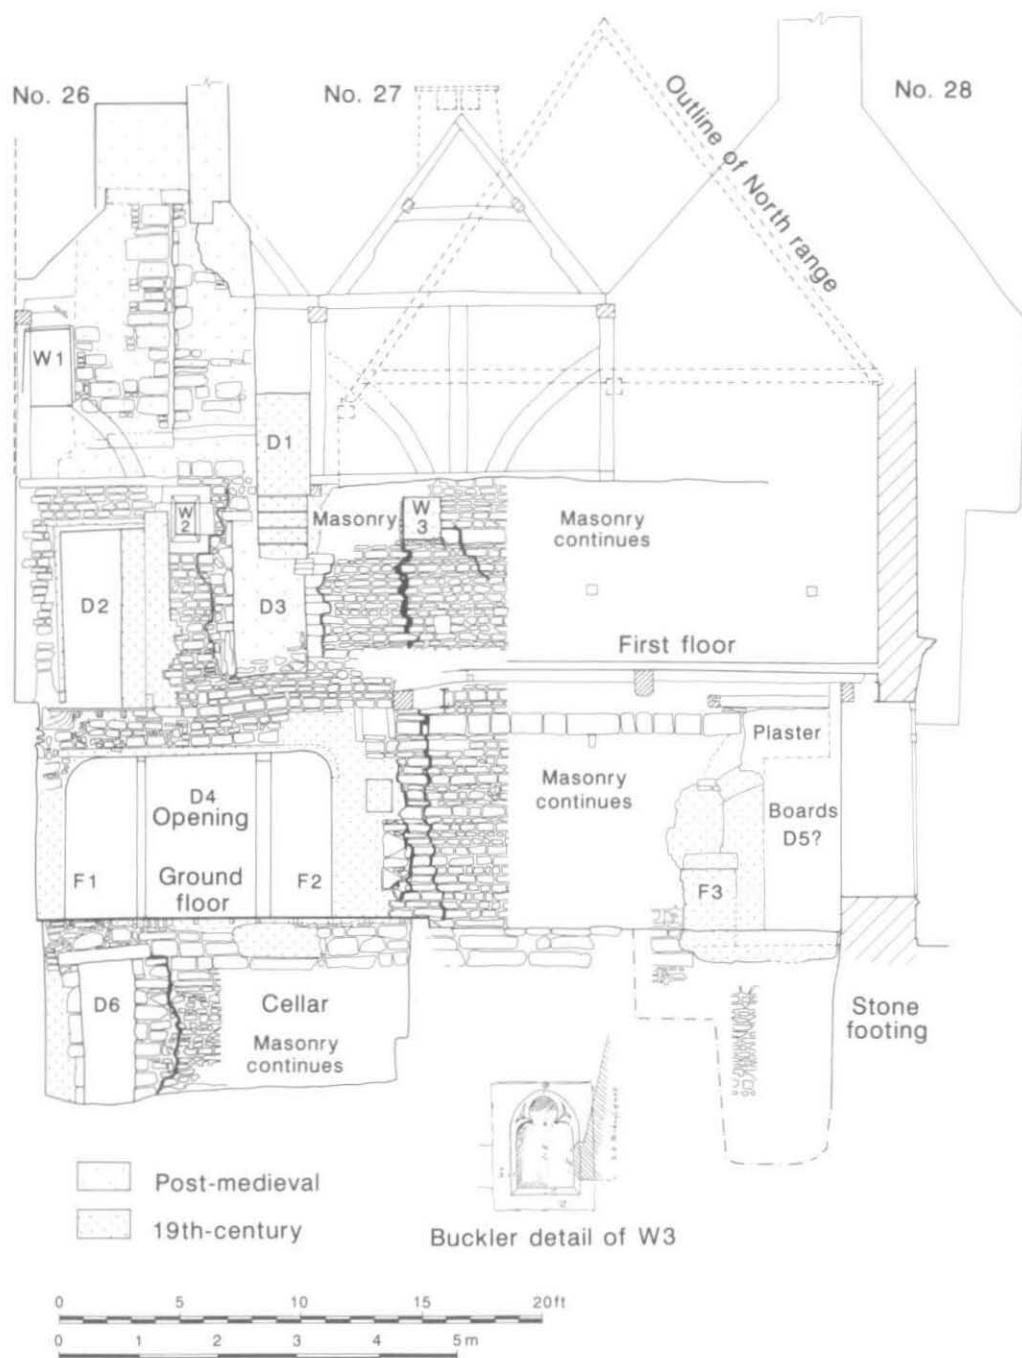 No. 26
No. 27
No. 28
Outline of North range
W1
D1
W
2
Masonry
W
3
Masonry
continues
D2
D3
First floor
Plaster
D4
Opening
Masonry
continues
Boards
D5?
F1
Ground
floor
F2
F3
D6
Cellar
Masonry
continues
Stone
footing
Post-medieval
19th-century
Buckler detail of W3
0 5 10 15 20ft
0 1 2 3 4 5m